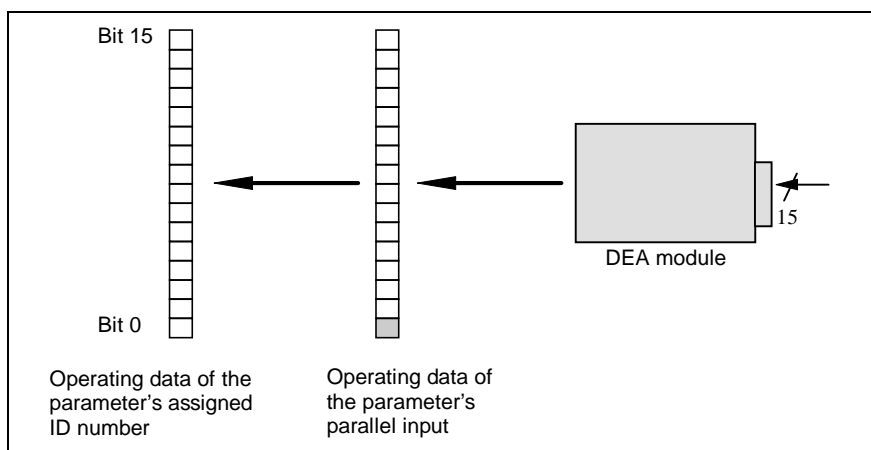 Bit 15
15
DEA module
Bit 0
Operating data of the
parameter's assigned
ID number
Operating data of
the parameter's
parallel input